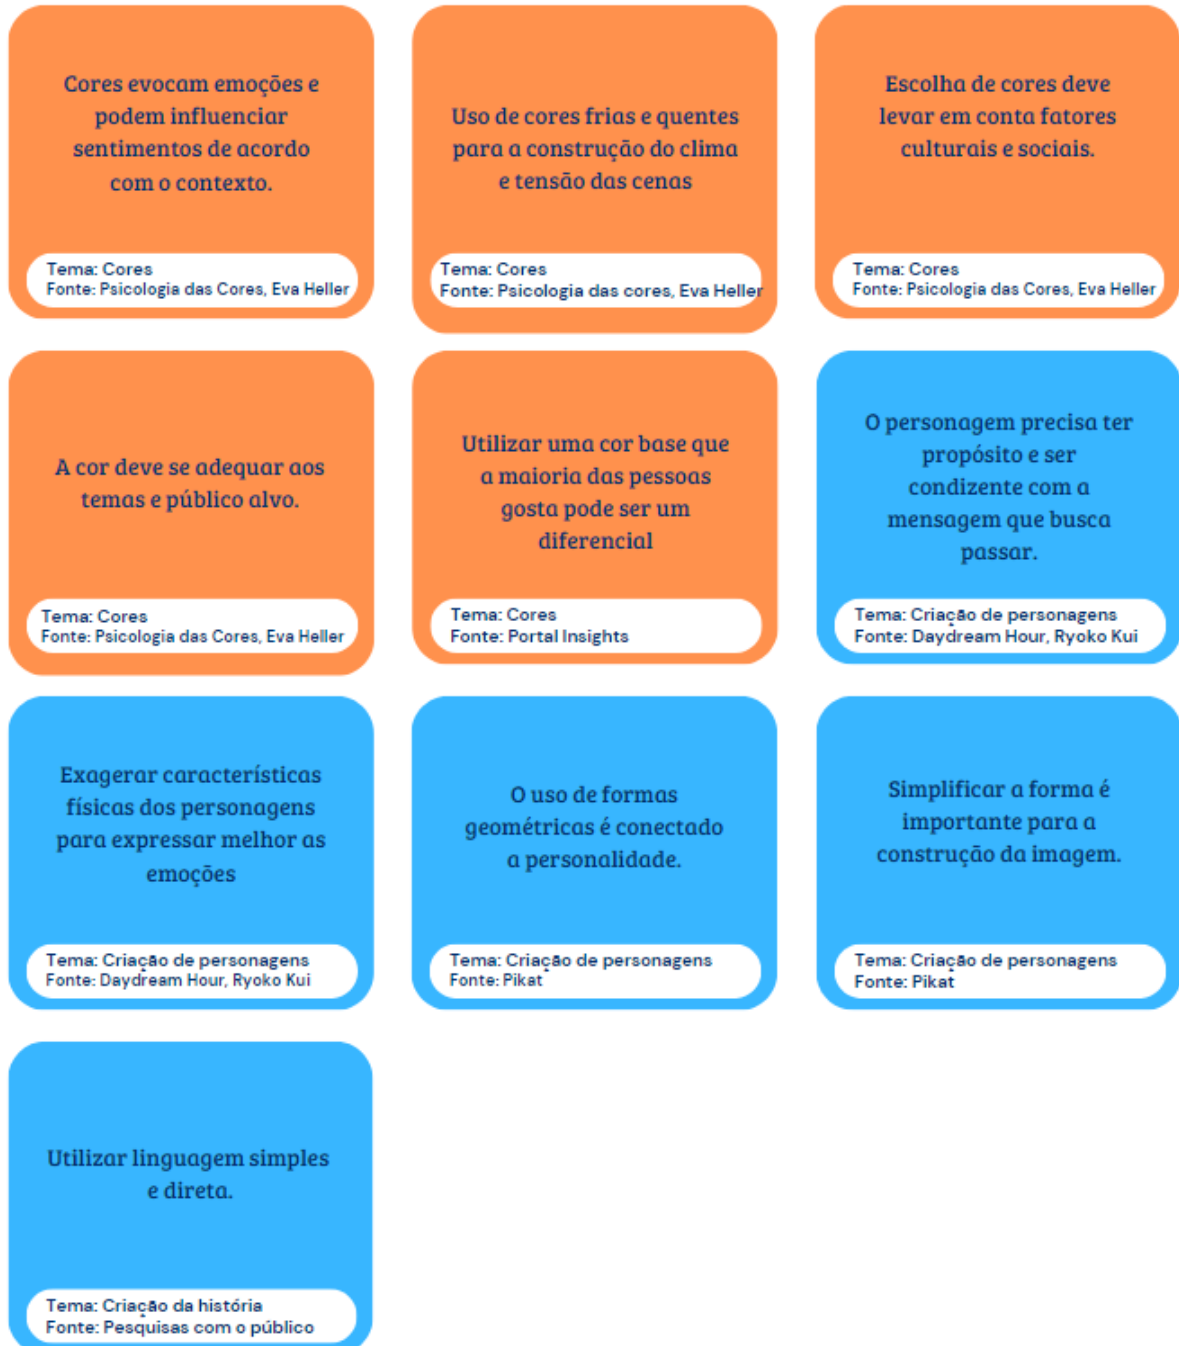 Cores evocam emoções e
podem influenciar
sentimentos de acordo
com o contexto.
Tema: Cores
Fonte: Psicologia das Cores, Eva Heller
Uso de cores frias e quentes
para a construção do clima
e tensão das cenas
Tema: Cores
Fonte: Psicologia das cores, Eva Heller
Escolha de cores deve
levar em conta fatores
culturais e sociais.
Tema: Cores
Fonte: Psicologia das Cores, Eva Heller
A cor deve se adequar aos
temas e público alvo.
Tema: Cores
Fonte: Psicologia das Cores, Eva Heller
Utilizar uma cor base que
a maioria das pessoas
gosta pode ser um
diferencial
Tema: Cores
Fonte: Portal Insights
O personagem precisa ter
propósito e ser
condizente com a
mensagem que busca
passar.
Tema: Criação de personagens
Fonte: Daydream Hour, Ryoko Kui
Exagerar características
físicas dos personagens
para expressar melhor as
emoções
Tema: Criação de personagens
Fonte: Daydream Hour, Ryoko Kui
O uso de formas
geométricas é conectado
a personalidade.
Tema: Criação de personagens
Fonte: Pikat
Simplificar a forma é
importante para a
construção da imagem.
Tema: Criação de personagens
Fonte: Pikat
Utilizar linguagem simples
e direta.
Tema: Criação da história
Fonte: Pesquisas com o público